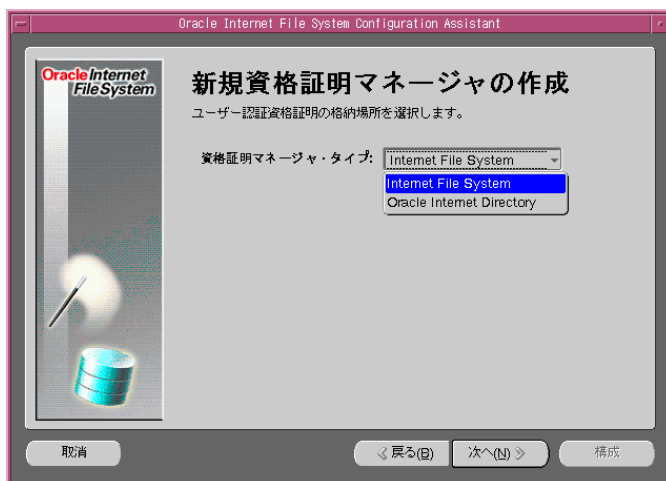 Oracle Internet File System Configuration Assistant
Oracle Internet
File System
新規資格証明マネージャの作成
ユーザー認証資格証明の格納場所を選択します。
資格証明マネージャ・タイプ: Internet File System
Internet File System
Oracle Internet Directory
取消 戻る(B) 次へ(N) 構成